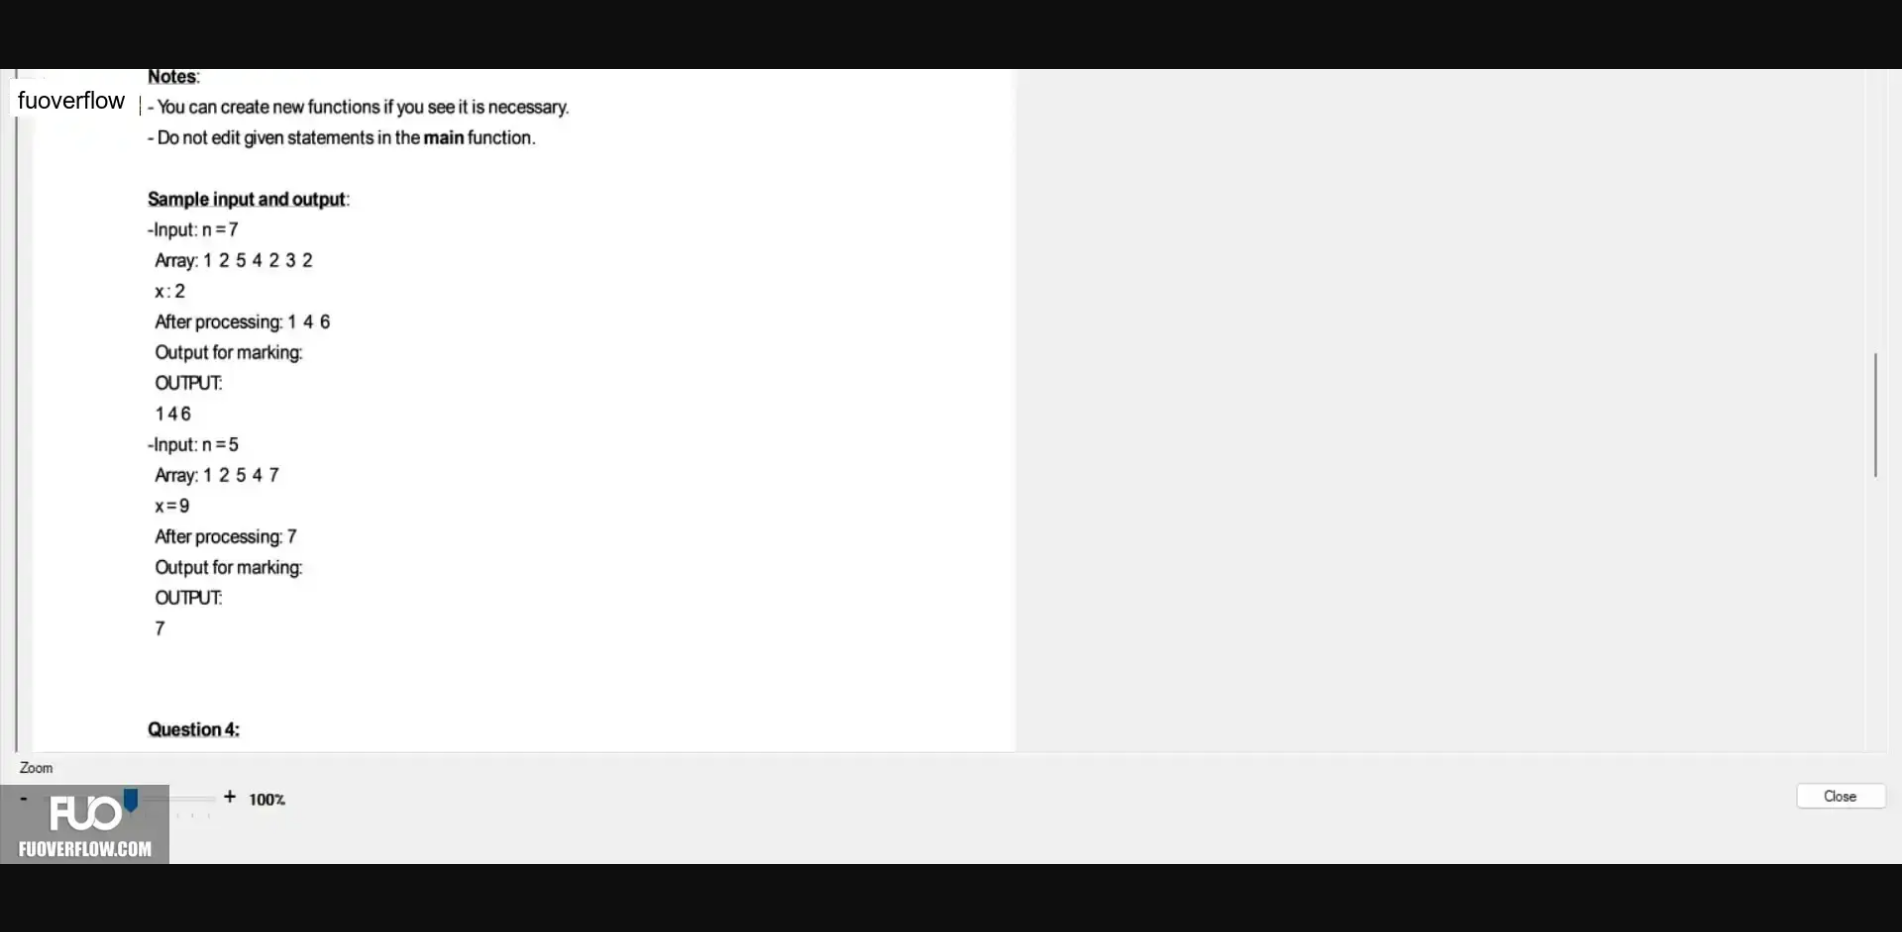 Notes:
fuoverflow
- You can create new functions if you see it is necessary.
- Do not edit given statements in the main function.
Sample input and output:
-Input: n = 7
Array: 1 2 5 4 2 3 2
x: 2
After processing: 1 4 6
Output for marking:
OUTPUT:
1 4 6
-Input: n = 5
Array: 1 2 5 4 7
x = 9
After processing: 7
Output for marking:
OUTPUT:
7
Question 4:
Zoom
- + 100%
Close
FUO
FUOVERFLOW.COM